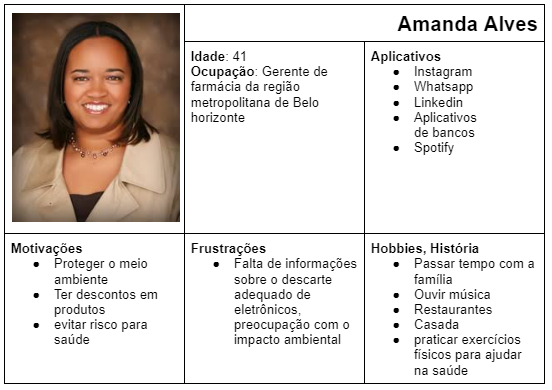 Amanda Alves
Idade: 41
Ocupação: Gerente de
farmácia da região
metropolitana de Belo
horizonte
Aplicativos
● Instagram
● Whatsapp
● Linkedin
● Aplicativos
de bancos
● Spotify
Motivações
● Proteger o meio
ambiente
● Ter descontos em
produtos
● evitar risco para
saúde
Frustrações
● Falta de informações
sobre o descarte
adequado de
eletrônicos,
preocupação com o
impacto ambiental
Hobbies, História
● Passar tempo com a
família
● Ouvir música
● Restaurantes
● Casada
● praticar exercícios
físicos para ajudar
na saúde